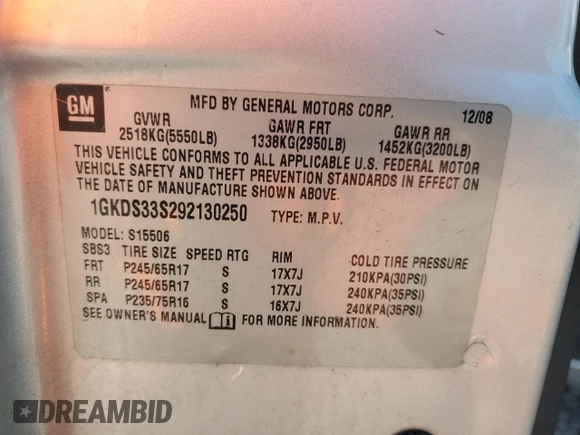 GM
MFD BY GENERAL MOTORS CORP. 12/08
GVWR GAWR FRT GAWR RR
2518KG(5550LB) 1338KG(2950LB) 1452KG(3200LB)
THIS VEHICLE CONFORMS TO ALL APPLICABLE U.S. FEDERAL MOTOR
VEHICLE SAFETY AND THEFT PREVENTION STANDARDS IN EFFECT ON
THE DATE OF MANUFACTURE SHOWN ABOVE.
1GKDS33S292130250 TYPE: M.P.V.
MODEL: S15506
SBS3 TIRE SIZE SPEED RTG RIM COLD TIRE PRESSURE
FRT P245/65R17 S 17X7J 210KPA(30PSI)
RR P245/65R17 S 17X7J 240KPA(35PSI)
SPA P235/75R16 S 16X7J 240KPA(35PSI)
SEE OWNER'S MANUAL FOR MORE INFORMATION.
DREAMBID